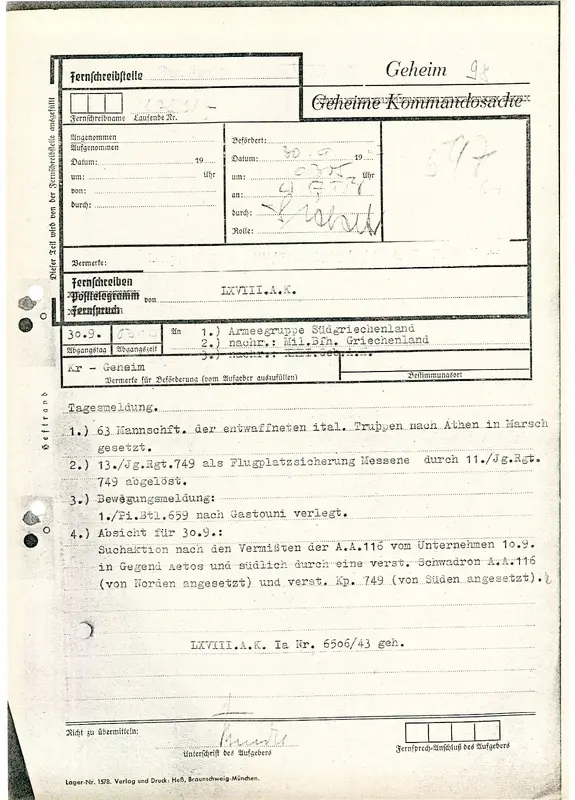 Geheim 98
Fernschreibstelle
Geheime Kommandosache
Fernschreibname Laufende Nr.
Dieser Teil wird von der Fernschreibstelle ausgefüllt
Angenommen
Aufgenommen
Datum: 19
um: Uhr
von:
durch:
Befördert:
Datum: 30. 9. 19
um: Uhr
an:
durch:
Rolle:
Vermerke:
Fernschreiben
Posttelegramm von LXVIII.A.K.
Fernspruch
30.9.
Abgangstag Abgangszeit
An 1.) Armeegruppe Südgriechenland
2.) nachr.: Mil.Bfh. Griechenland
3.) nachr.:
Kr - Geheim
Vermerke für Beförderung (vom Aufgeber auszufüllen)
Bestimmungsort
Heftrand
Tagesmeldung.
1.) 63 Mannschft. der entwaffneten ital. Truppen nach Athen in Marsch
gesetzt.
2.) 13./Jg.Rgt.749 als Flugplatzsicherung Messene durch 11./Jg.Rgt.
749 abgelöst.
3.) Bewegungsmeldung:
1./Pi.Btl.659 nach Gastouni verlegt.
4.) Absicht für 30.9.:
Suchaktion nach den Vermißten der A.A.116 vom Unternehmen 10.9.
in Gegend Aetos und südlich durch eine verst. Schwadron A.A.116
(von Norden angesetzt) und verst. Kp. 749 (von Süden angesetzt).
LXVIII.A.K. Ia Nr. 6506/43 geh.
Nicht zu übermitteln:
Unterschrift des Aufgebers
Fernsprech-Anschluß des Aufgebers
Lager-Nr. 1578. Verlag und Druck: Heß, Braunschweig-München.